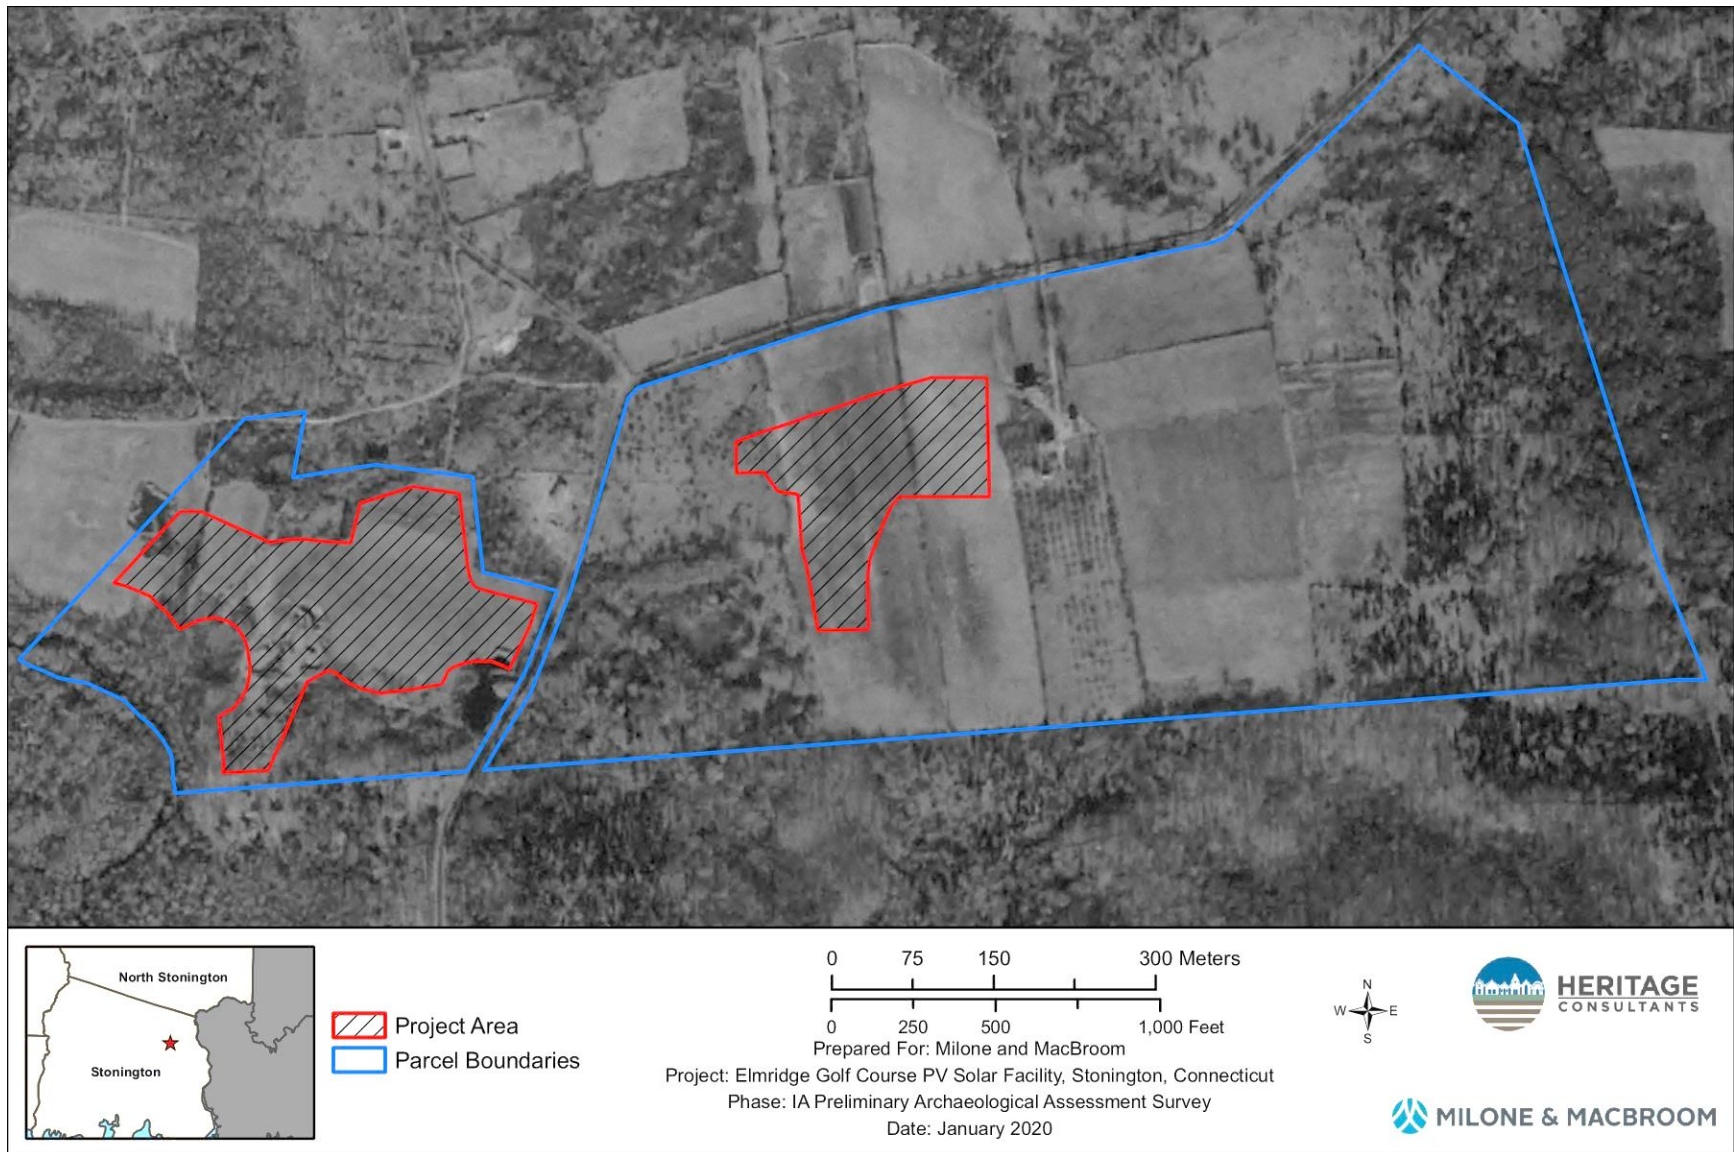 North Stonington
Stonington
Project Area
Parcel Boundaries
0 75 150 300 Meters
0 250 500 1,000 Feet
Prepared For: Milone and MacBroom
Project: Elmridge Golf Course PV Solar Facility, Stonington, Connecticut
Phase: IA Preliminary Archaeological Assessment Survey
Date: January 2020
N
W E
S
HERITAGE
CONSULTANTS
MILONE & MACBROOM